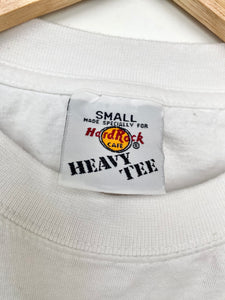 SMALL
MADE SPECIALLY FOR
Hard Rock
CAFE ®
HEAVY
TEE